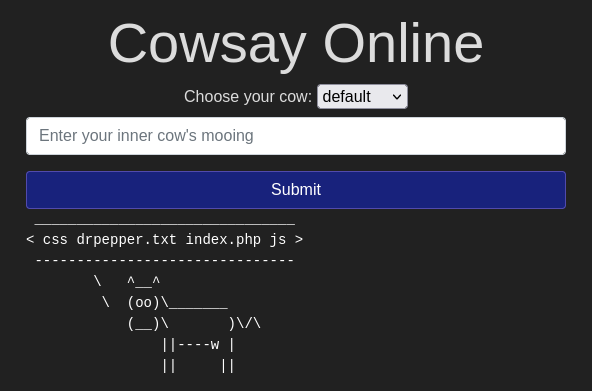 Cowsay Online
Choose your cow: default
Enter your inner cow's mooing
Submit
 _______________________________
< css drpepper.txt index.php js >
 -------------------------------
        \   ^__^
         \  (oo)\_______
            (__)\       )\/\
                ||----w |
                ||     ||